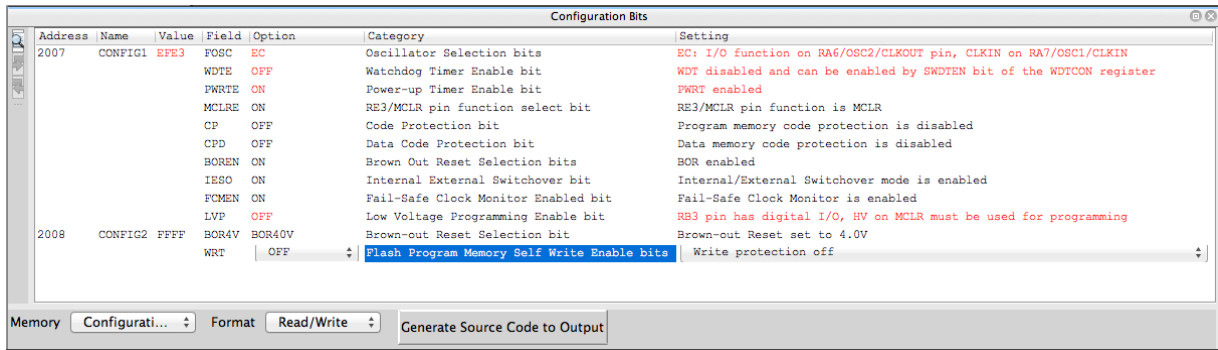 Configuration Bits
Address Name Value Field Option Category Setting
2007 CONFIG1 EFE3 FOSC EC Oscillator Selection bits EC: I/O function on RA6/OSC2/CLKOUT pin, CLKIN on RA7/OSC1/CLKIN
WDTE OFF Watchdog Timer Enable bit WDT disabled and can be enabled by SWDTEN bit of the WDTCON register
PWRTE ON Power-up Timer Enable bit PWRT enabled
MCLRE ON RE3/MCLR pin function select bit RE3/MCLR pin function is MCLR
CP OFF Code Protection bit Program memory code protection is disabled
CPD OFF Data Code Protection bit Data memory code protection is disabled
BOREN ON Brown Out Reset Selection bits BOR enabled
IESO ON Internal External Switchover bit Internal/External Switchover mode is enabled
FCMEN ON Fail-Safe Clock Monitor Enabled bit Fail-Safe Clock Monitor is enabled
LVP OFF Low Voltage Programming Enable bit RB3 pin has digital I/O, HV on MCLR must be used for programming
2008 CONFIG2 FFFF BOR4V BOR40V Brown-out Reset Selection bit Brown-out Reset set to 4.0V
WRT OFF Flash Program Memory Self Write Enable bits Write protection off
Memory Configurati... Format Read/Write Generate Source Code to Output